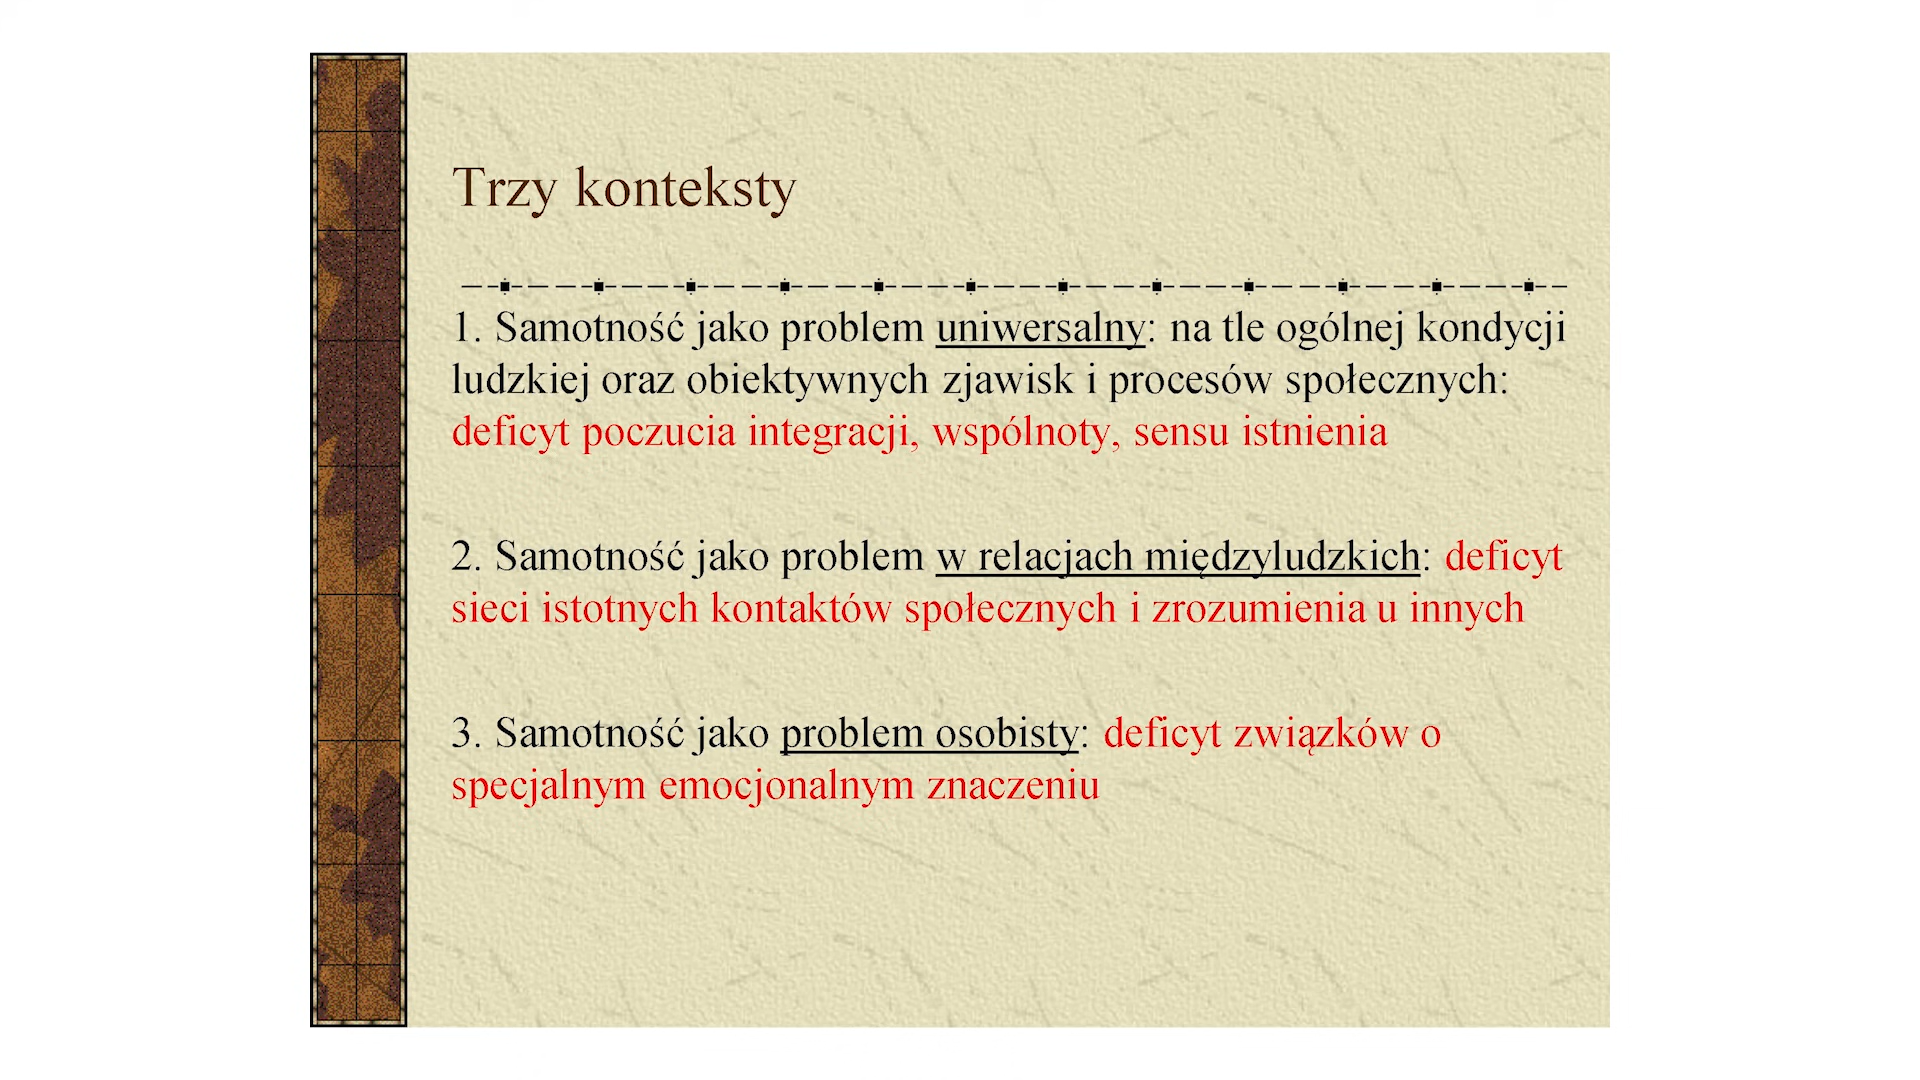 Trzy konteksty
1. Samotność jako problem uniwersalny: na tle ogólnej kondycji
ludzkiej oraz obiektywnych zjawisk i procesów społecznych:
deficyt poczucia integracji, wspólnoty, sensu istnienia
2. Samotność jako problem w relacjach międzyludzkich: deficyt
sieci istotnych kontaktów społecznych i zrozumienia u innych
3. Samotność jako problem osobisty: deficyt związków o
specjalnym emocjonalnym znaczeniu